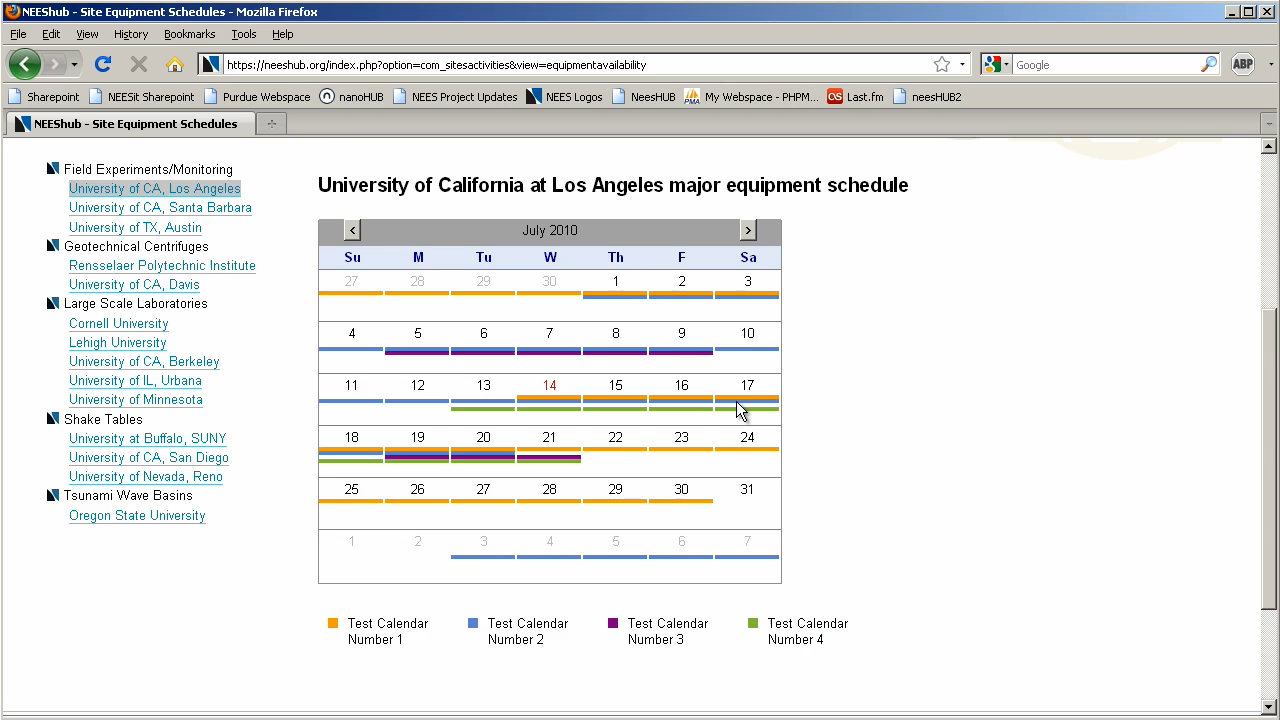 NEEShub - Site Equipment Schedules - Mozilla Firefox
File Edit View History Bookmarks Tools Help
https://neeshub.org/index.php?option=com_sitesactivities&view=equipmentavailability
Google
ABP
Sharepoint NEESit Sharepoint Purdue Webspace nanoHUB NEES Project Updates NEES Logos NeesHUB My Webspace - PHPM... Last.fm neesHUB2
NEEShub - Site Equipment Schedules
Field Experiments/Monitoring
University of CA, Los Angeles
University of CA, Santa Barbara
University of TX, Austin
Geotechnical Centrifuges
Rensselaer Polytechnic Institute
University of CA, Davis
Large Scale Laboratories
Cornell University
Lehigh University
University of CA, Berkeley
University of IL, Urbana
University of Minnesota
Shake Tables
University at Buffalo, SUNY
University of CA, San Diego
University of Nevada, Reno
Tsunami Wave Basins
Oregon State University
University of California at Los Angeles major equipment schedule
< July 2010 >
Su M Tu W Th F Sa
27 28 29 30 1 2 3
4 5 6 7 8 9 10
11 12 13 14 15 16 17
18 19 20 21 22 23 24
25 26 27 28 29 30 31
1 2 3 4 5 6 7
Test Calendar Test Calendar Test Calendar Test Calendar
Number 1 Number 2 Number 3 Number 4